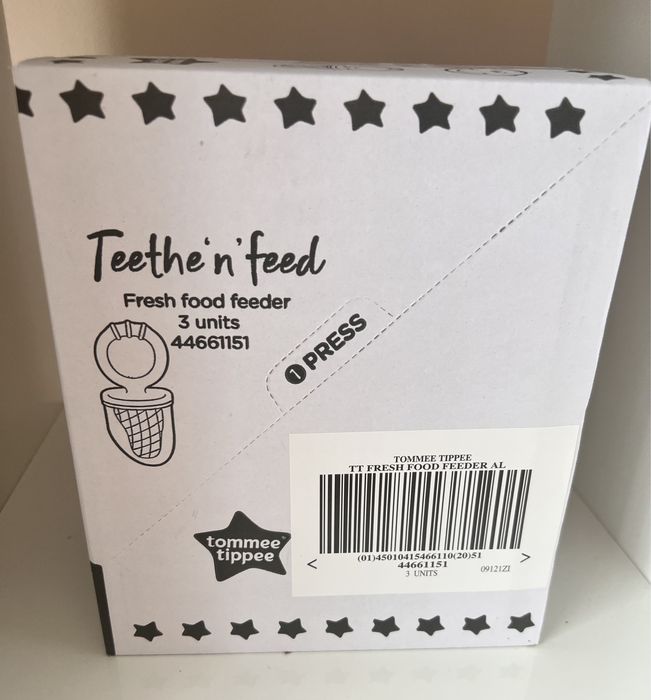 Teethe'n'feed
Fresh food feeder
3 units
44661151
1 PRESS
tommee
tippee
TOMMEE TIPPEE
TT FRESH FOOD FEEDER AL
(01)45010415466110(20)51
44661151
3 UNITS
09121ZI